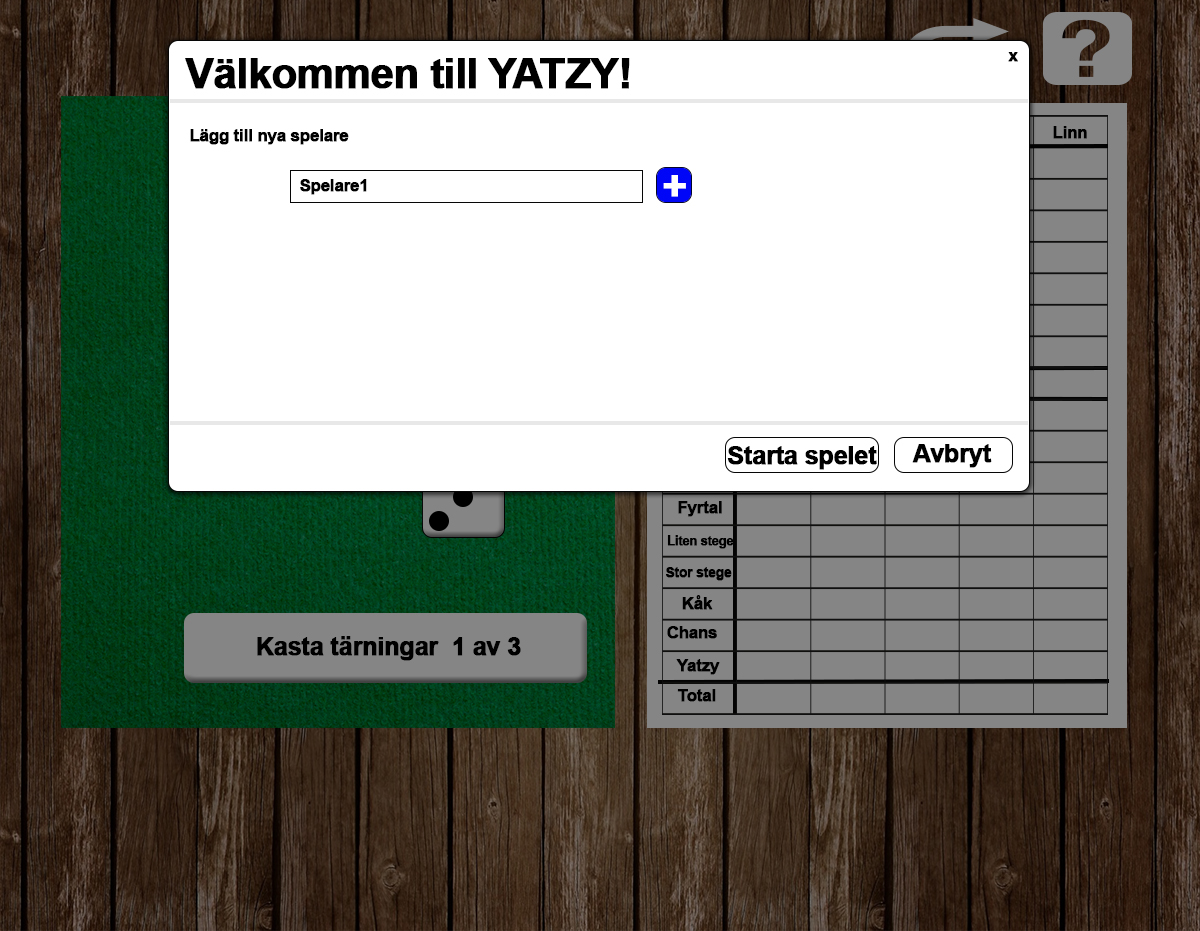 ?
Välkommen till YATZY!
x
Lägg till nya spelare
Linn
Spelare1
Starta spelet
Avbryt
Fyrtal
Liten stege
Stor stege
Kåk
Chans
Yatzy
Total
Kasta tärningar 1 av 3